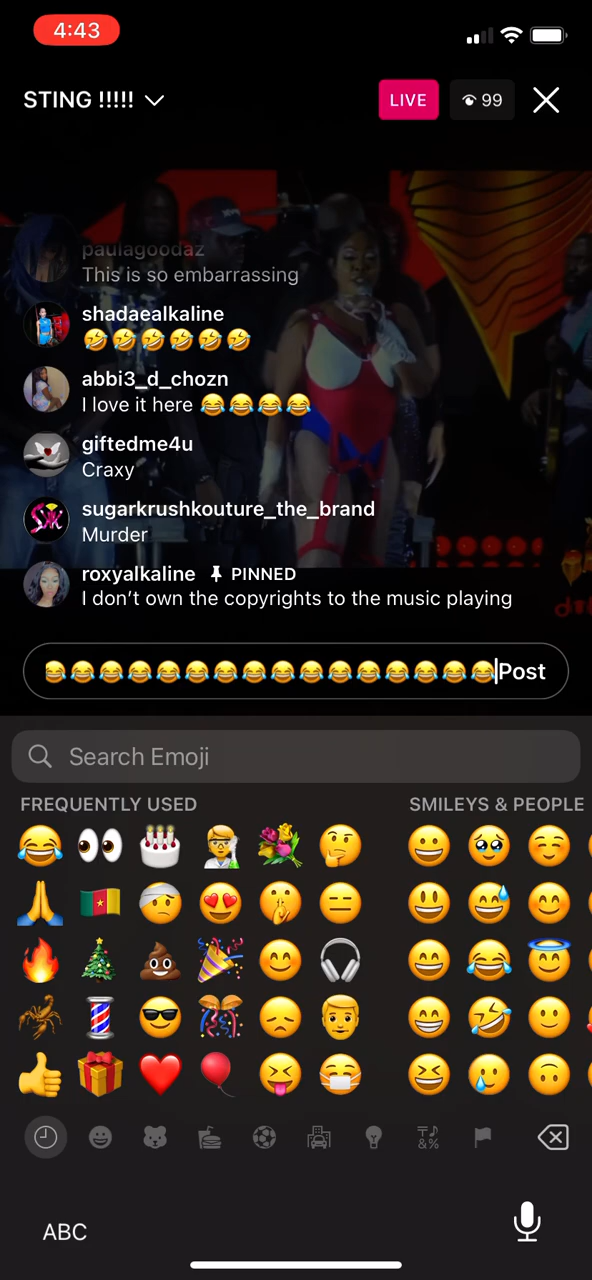 4:43
STING !!!!!
LIVE
99
paulagoodaz
This is so embarrassing
shadaealkaline
🤣🤣🤣🤣🤣🤣
abbi3_d_chozn
I love it here 😂😂😂😂
giftedme4u
Craxy
sugarkrushkouture_the_brand
Murder
roxyalkaline PINNED
I don’t own the copyrights to the music playing
😂😂😂😂😂😂😂😂😂😂😂😂😂😂😂😂Post
Search Emoji
FREQUENTLY USED
SMILEYS & PEOPLE
ABC